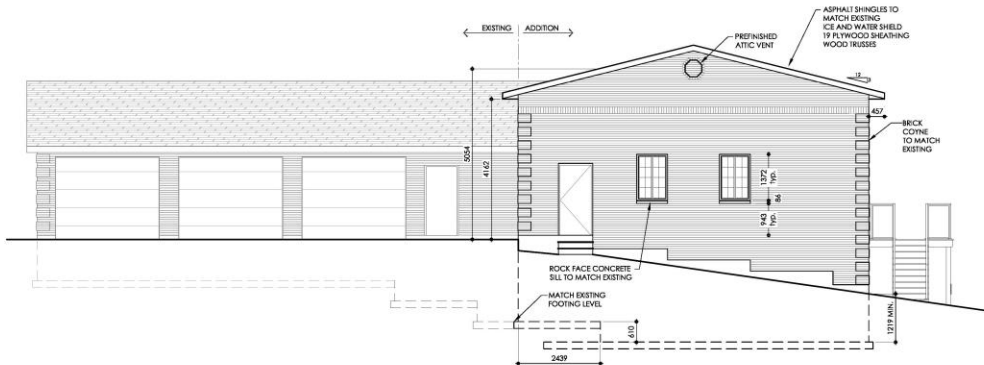 ASPHALT SHINGLES TO
MATCH EXISTING
ICE AND WATER SHIELD
19 PLYWOOD SHEATHING
WOOD TRUSSES
EXISTING
ADDITION
PREFINISHED
ATTIC VENT
12
457
BRICK
COYNE
TO MATCH
EXISTING
5054
4162
1372
typ.
86
943
typ.
ROCK FACE CONCRETE
SILL TO MATCH EXISTING
MATCH EXISTING
FOOTING LEVEL
610
1219 MIN.
2439